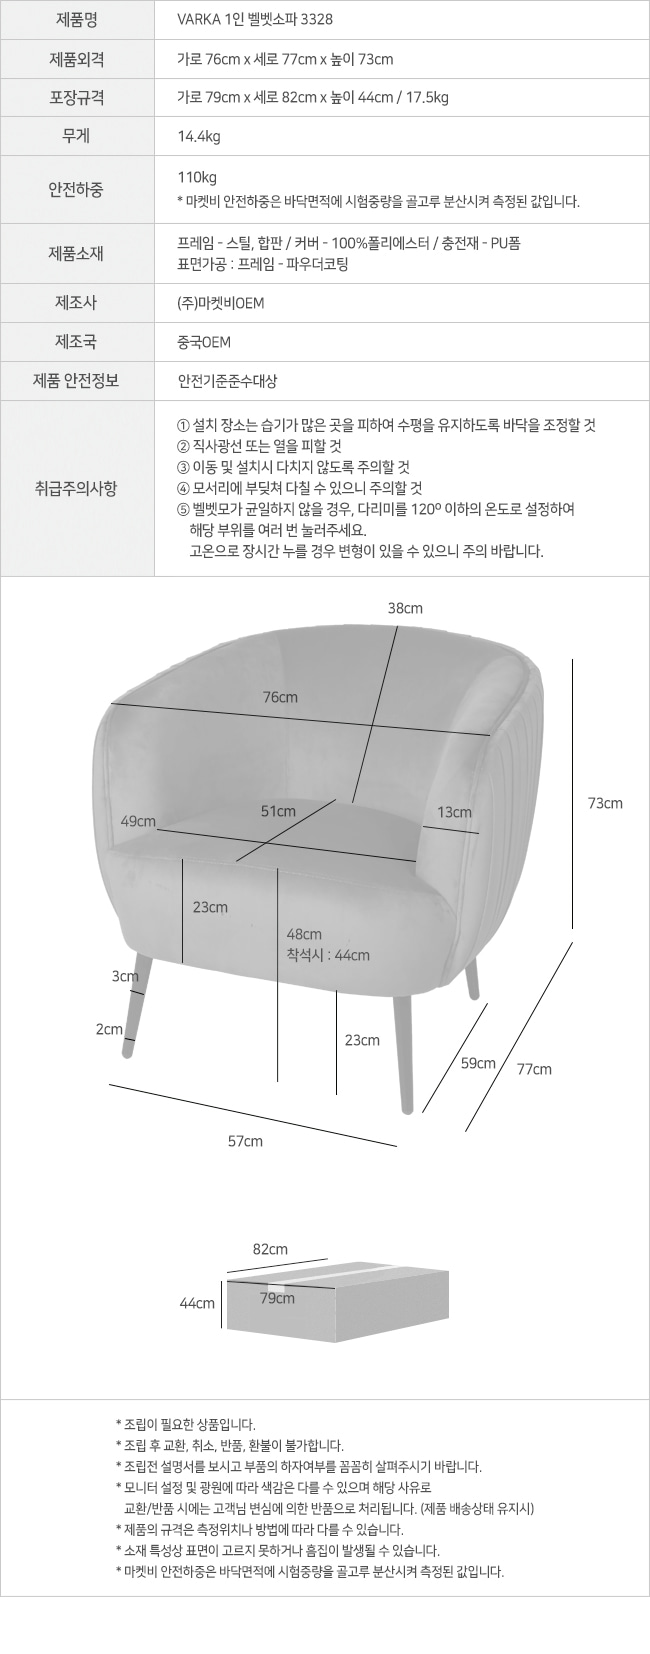 제품명
VARKA 1인 벨벳소파 3328
제품외격
가로 76cm x 세로 77cm x 높이 73cm
포장규격
가로 79cm x 세로 82cm x 높이 44cm / 17.5kg
무게
14.4kg
안전하중
110kg
* 마켓비 안전하중은 바닥면적에 시험중량을 골고루 분산시켜 측정된 값입니다.
제품소재
프레임 - 스틸, 합판 / 커버 - 100%폴리에스터 / 충전재 - PU폼
표면가공 : 프레임 - 파우더코팅
제조사
(주)마켓비OEM
제조국
중국OEM
제품 안전정보
안전기준준수대상
취급주의사항
① 설치 장소는 습기가 많은 곳을 피하여 수평을 유지하도록 바닥을 조정할 것
② 직사광선 또는 열을 피할 것
③ 이동 및 설치시 다치지 않도록 주의할 것
④ 모서리에 부딪쳐 다칠 수 있으니 주의할 것
⑤ 벨벳모가 균일하지 않을 경우, 다리미를 120º 이하의 온도로 설정하여
해당 부위를 여러 번 눌러주세요.
고온으로 장시간 누를 경우 변형이 있을 수 있으니 주의 바랍니다.
38cm
76cm
73cm
51cm
13cm
49cm
23cm
48cm
착석시 : 44cm
3cm
2cm
23cm
59cm
77cm
57cm
82cm
79cm
44cm
* 조립이 필요한 상품입니다.
* 조립 후 교환, 취소, 반품, 환불이 불가합니다.
* 조립전 설명서를 보시고 부품의 하자여부를 꼼꼼히 살펴주시기 바랍니다.
* 모니터 설정 및 광원에 따라 색감은 다를 수 있으며 해당 사유로
교환/반품 시에는 고객님 변심에 의한 반품으로 처리됩니다. (제품 배송상태 유지시)
* 제품의 규격은 측정위치나 방법에 따라 다를 수 있습니다.
* 소재 특성상 표면이 고르지 못하거나 흠집이 발생될 수 있습니다.
* 마켓비 안전하중은 바닥면적에 시험중량을 골고루 분산시켜 측정된 값입니다.